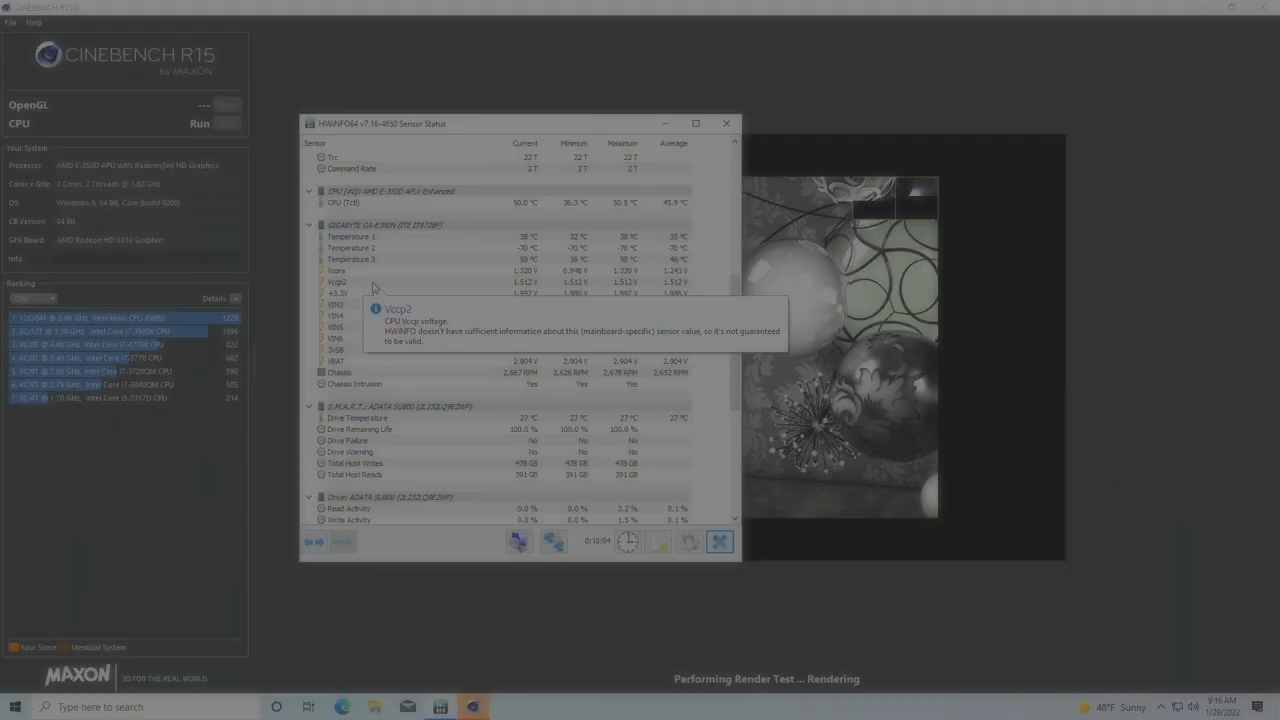 CINEBENCH R15.0
File Help
CINEBENCH R15
by MAXON
OpenGL ---
CPU Run
Your System
Processor AMD E-350D APU with Radeon(tm) HD Graphics
Cores x GHz 2 Cores, 2 Threads @ 1.60 GHz
OS Windows 8, 64 Bit, Core (build 9200)
CB Version 64 Bit
GFX Board AMD Radeon HD 6310 Graphics
Info
Ranking
CPU Details
1. 12C/24T @ 2.66 GHz, Intel Xeon CPU X5650 1279
2. 6C/12T @ 3.30 GHz, Intel Core i7-3930K CPU 1096
3. 4C/8T @ 4.40 GHz, Intel Core i7-4770K CPU 822
4. 4C/8T @ 3.40 GHz, Intel Core i7-3770 CPU 662
5. 4C/8T @ 2.60 GHz, Intel Core i7-3720QM CPU 590
6. 4C/8T @ 2.79 GHz, Intel Core i7-3840QM CPU 505
7. 2C/4T @ 1.70 GHz, Intel Core i5-3317U CPU 214
Your Score Identical System
MAXON 3D FOR THE REAL WORLD
HWiNFO64 v7.16-4650 Sensor Status
Sensor Current Minimum Maximum Average
Trc 22 T 22 T 22 T
Command Rate 2 T 2 T 2 T
CPU [#0]: AMD E-350D APU: Enhanced
CPU (Tctl) 50.0 °C 36.3 °C 50.5 °C 45.9 °C
GIGABYTE GA-E350N (ITE IT8728F)
Temperature 1 38 °C 32 °C 38 °C 35 °C
Temperature 2 -70 °C -70 °C -70 °C -70 °C
Temperature 3 50 °C 36 °C 50 °C 46 °C
Vcore 1.320 V 0.948 V 1.320 V 1.243 V
Vccp2 1.512 V 1.512 V 1.512 V 1.512 V
+3.3V 1.992 V 1.980 V 1.992 V 1.986 V
VIN3
VIN4
VIN5
VIN6
3VSB
VBAT 2.904 V 2.904 V 2.904 V 2.904 V
Chassis 2,667 RPM 2,626 RPM 2,678 RPM 2,652 RPM
Chassis Intrusion Yes Yes Yes
Vccp2
CPU Vccp voltage.
HWiNFO doesn't have sufficient information about this (mainboard-specific) sensor value, so it's not guaranteed
to be valid.
S.M.A.R.T.: ADATA SU800 (2L232LQ9E2WP)
Drive Temperature 27 °C 27 °C 27 °C 27 °C
Drive Remaining Life 100.0 % 100.0 % 100.0 %
Drive Failure No No No
Drive Warning No No No
Total Host Writes 478 GB 478 GB 478 GB
Total Host Reads 391 GB 391 GB 391 GB
Drive: ADATA SU800 (2L232LQ9E2WP)
Read Activity 0.0 % 0.0 % 3.2 % 0.1 %
Write Activity 0.0 % 0.0 % 1.5 % 0.1 %
0:10:04
Performing Render Test ... Rendering
Type here to search
48°F Sunny
9:16 AM
1/29/2022